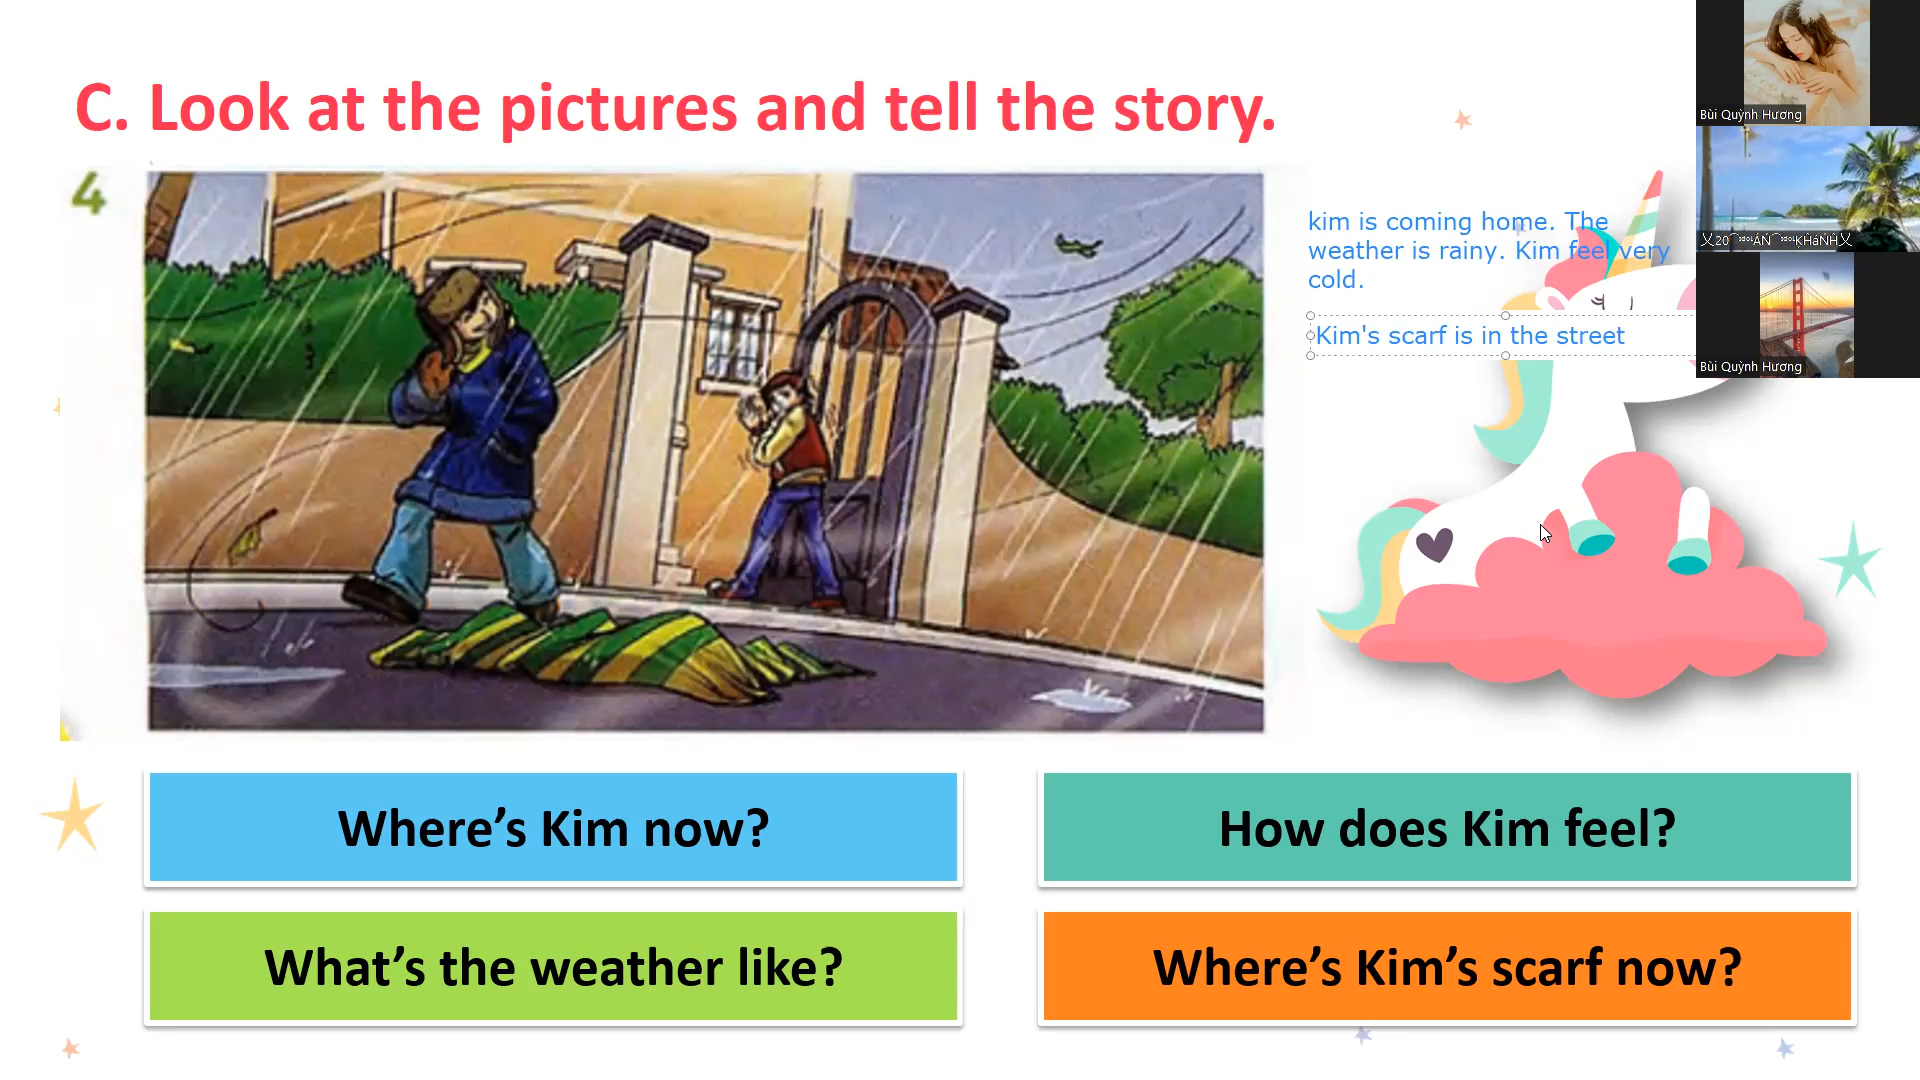 C. Look at the pictures and tell the story.
4
kim is coming home. The
weather is rainy. Kim feel very
cold.
Kim's scarf is in the street
Where’s Kim now?
How does Kim feel?
What’s the weather like?
Where’s Kim’s scarf now?
Bùi Quỳnh Hương
Bùi Quỳnh Hương